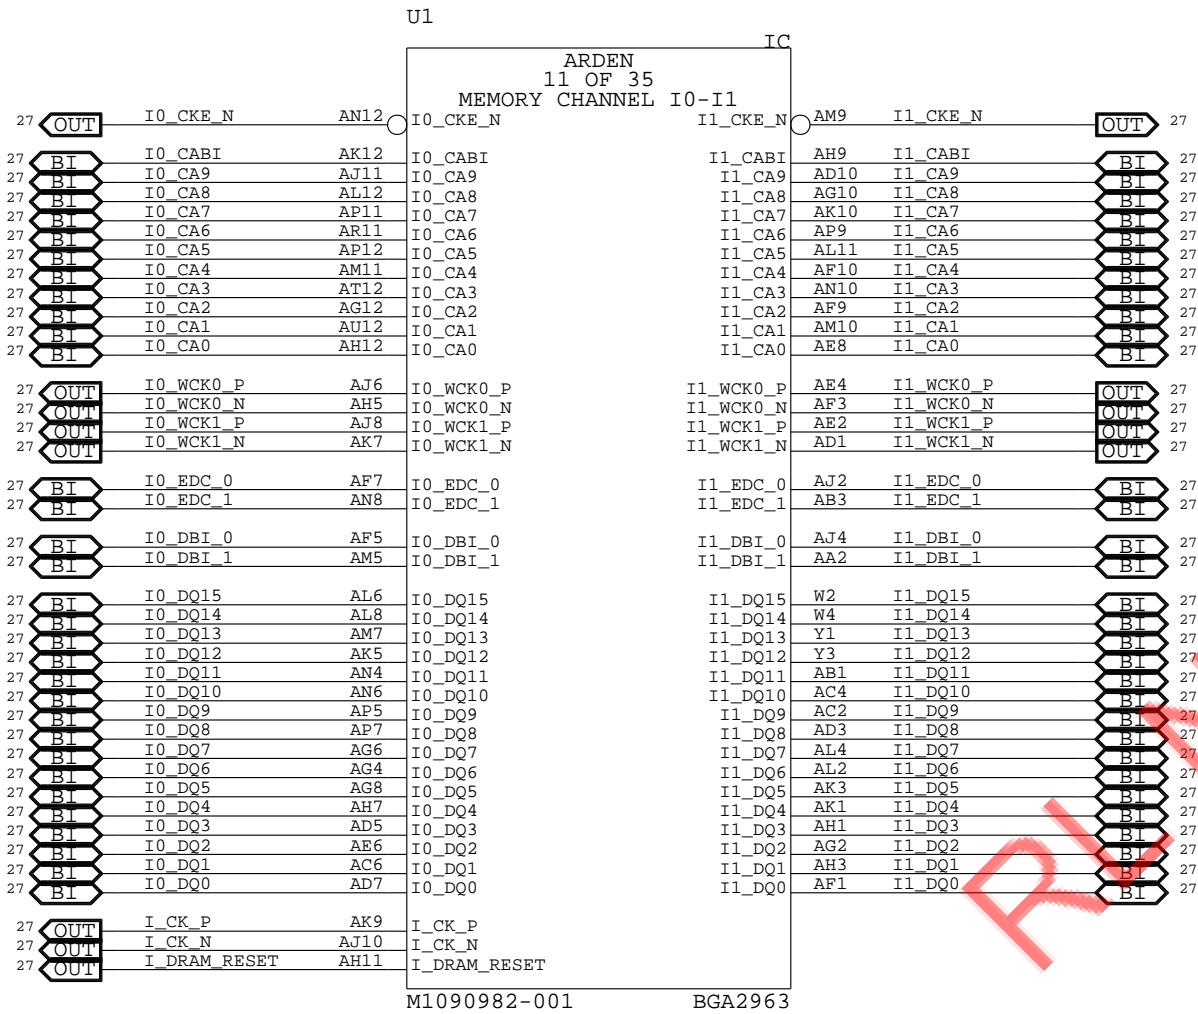 U1
IC
ARDEN
11 OF 35
MEMORY CHANNEL I0-I1
27 OUT I0_CKE_N AN12 I0_CKE_N I1_CKE_N AM9 I1_CKE_N OUT 27
27 BI I0_CABI AK12 I0_CABI I1_CABI AH9 I1_CABI BI 27
27 BI I0_CA9 AJ11 I0_CA9 I1_CA9 AD10 I1_CA9 BI 27
27 BI I0_CA8 AL12 I0_CA8 I1_CA8 AG10 I1_CA8 BI 27
27 BI I0_CA7 AP11 I0_CA7 I1_CA7 AK10 I1_CA7 BI 27
27 BI I0_CA6 AR11 I0_CA6 I1_CA6 AP9 I1_CA6 BI 27
27 BI I0_CA5 AP12 I0_CA5 I1_CA5 AL11 I1_CA5 BI 27
27 BI I0_CA4 AM11 I0_CA4 I1_CA4 AF10 I1_CA4 BI 27
27 BI I0_CA3 AT12 I0_CA3 I1_CA3 AN10 I1_CA3 BI 27
27 BI I0_CA2 AG12 I0_CA2 I1_CA2 AF9 I1_CA2 BI 27
27 BI I0_CA1 AU12 I0_CA1 I1_CA1 AM10 I1_CA1 BI 27
27 BI I0_CA0 AH12 I0_CA0 I1_CA0 AE8 I1_CA0 BI 27
27 OUT I0_WCK0_P AJ6 I0_WCK0_P I1_WCK0_P AE4 I1_WCK0_P OUT 27
27 OUT I0_WCK0_N AH5 I0_WCK0_N I1_WCK0_N AF3 I1_WCK0_N OUT 27
27 OUT I0_WCK1_P AJ8 I0_WCK1_P I1_WCK1_P AE2 I1_WCK1_P OUT 27
27 OUT I0_WCK1_N AK7 I0_WCK1_N I1_WCK1_N AD1 I1_WCK1_N OUT 27
27 BI I0_EDC_0 AF7 I0_EDC_0 I1_EDC_0 AJ2 I1_EDC_0 BI 27
27 BI I0_EDC_1 AN8 I0_EDC_1 I1_EDC_1 AB3 I1_EDC_1 BI 27
27 BI I0_DBI_0 AF5 I0_DBI_0 I1_DBI_0 AJ4 I1_DBI_0 BI 27
27 BI I0_DBI_1 AM5 I0_DBI_1 I1_DBI_1 AA2 I1_DBI_1 BI 27
27 BI I0_DQ15 AL6 I0_DQ15 I1_DQ15 W2 I1_DQ15 BI 27
27 BI I0_DQ14 AL8 I0_DQ14 I1_DQ14 W4 I1_DQ14 BI 27
27 BI I0_DQ13 AM7 I0_DQ13 I1_DQ13 Y1 I1_DQ13 BI 27
27 BI I0_DQ12 AK5 I0_DQ12 I1_DQ12 Y3 I1_DQ12 BI 27
27 BI I0_DQ11 AN4 I0_DQ11 I1_DQ11 AB1 I1_DQ11 BI 27
27 BI I0_DQ10 AN6 I0_DQ10 I1_DQ10 AC4 I1_DQ10 BI 27
27 BI I0_DQ9 AP5 I0_DQ9 I1_DQ9 AC2 I1_DQ9 BI 27
27 BI I0_DQ8 AP7 I0_DQ8 I1_DQ8 AD3 I1_DQ8 BI 27
27 BI I0_DQ7 AG6 I0_DQ7 I1_DQ7 AL4 I1_DQ7 BI 27
27 BI I0_DQ6 AG4 I0_DQ6 I1_DQ6 AL2 I1_DQ6 BI 27
27 BI I0_DQ5 AG8 I0_DQ5 I1_DQ5 AK3 I1_DQ5 BI 27
27 BI I0_DQ4 AH7 I0_DQ4 I1_DQ4 AK1 I1_DQ4 BI 27
27 BI I0_DQ3 AD5 I0_DQ3 I1_DQ3 AH1 I1_DQ3 BI 27
27 BI I0_DQ2 AE6 I0_DQ2 I1_DQ2 AG2 I1_DQ2 BI 27
27 BI I0_DQ1 AC6 I0_DQ1 I1_DQ1 AH3 I1_DQ1 BI 27
27 BI I0_DQ0 AD7 I0_DQ0 I1_DQ0 AF1 I1_DQ0 BI 27
27 OUT I_CK_P AK9 I_CK_P
27 OUT I_CK_N AJ10 I_CK_N
27 OUT I_DRAM_RESET AH11 I_DRAM_RESET
M1090982-001 BGA2963